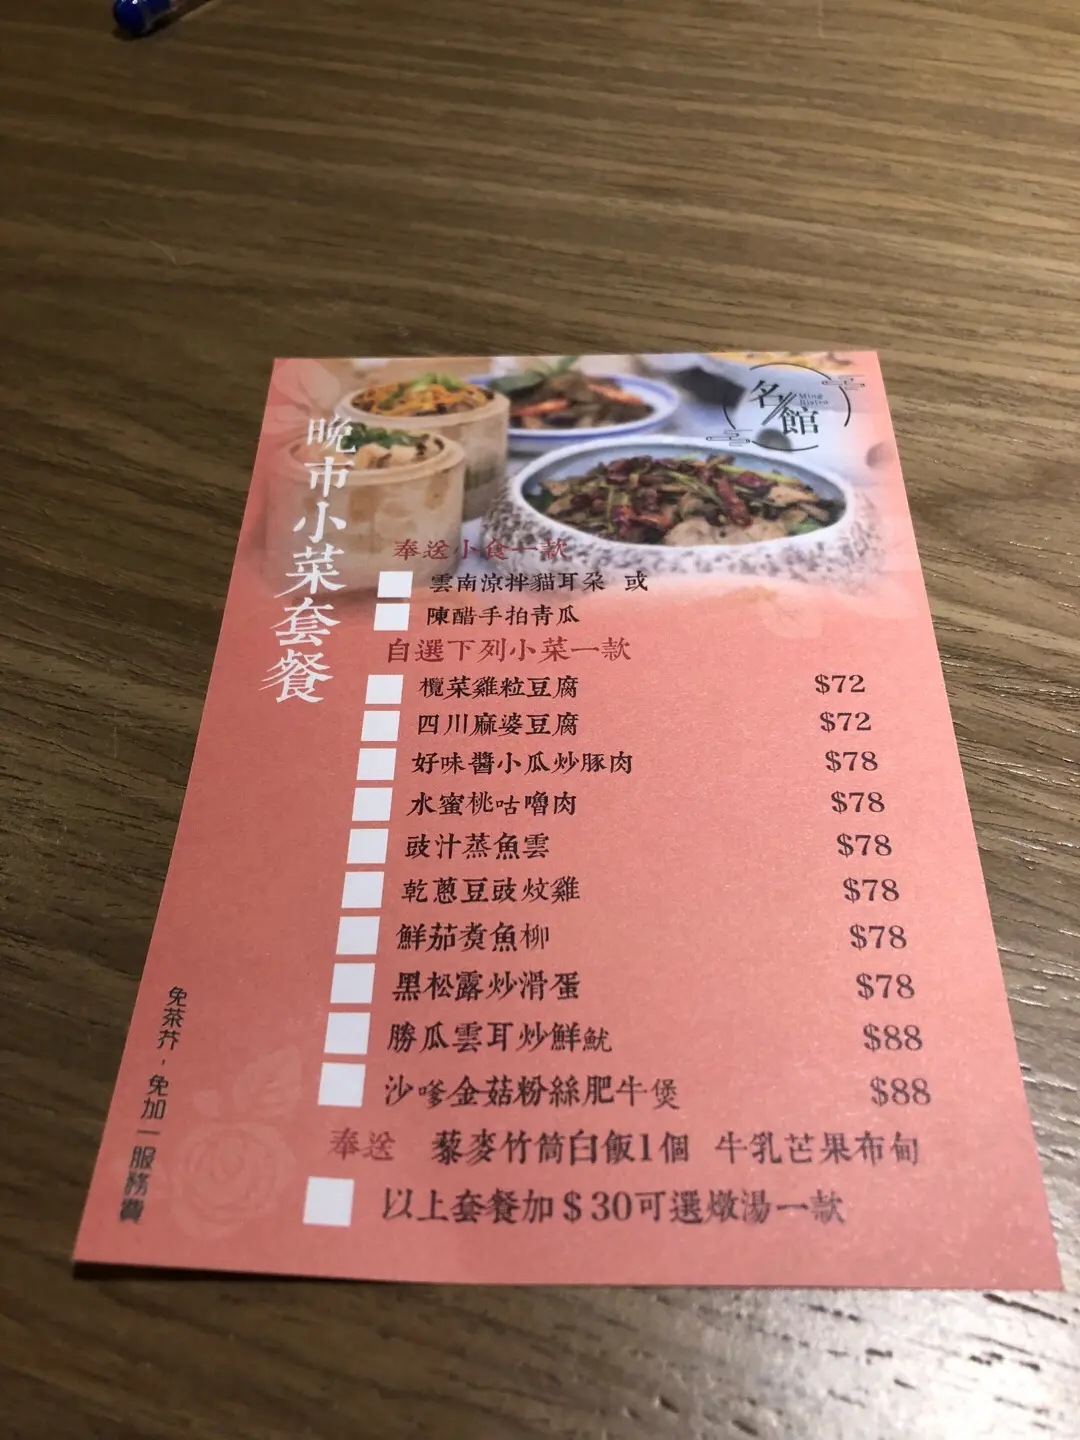 名館
Ming
Bistro
晚市小菜套餐
奉送小食一款
雲南涼拌貓耳朶 或
陳醋手拍青瓜
自選下列小菜一款
欖菜雞粒豆腐 $72
四川麻婆豆腐 $72
好味醬小瓜炒豚肉 $78
水蜜桃咕嚕肉 $78
豉汁蒸魚雲 $78
乾蔥豆豉炆雞 $78
鮮茄煑魚柳 $78
黑松露炒滑蛋 $78
勝瓜雲耳炒鮮魷 $88
沙嗲金菇粉絲肥牛煲 $88
奉送 藜麥竹筒白飯1個 牛乳芒果布甸
以上套餐加$30可選燉湯一款
免茶芥，免加一服務費